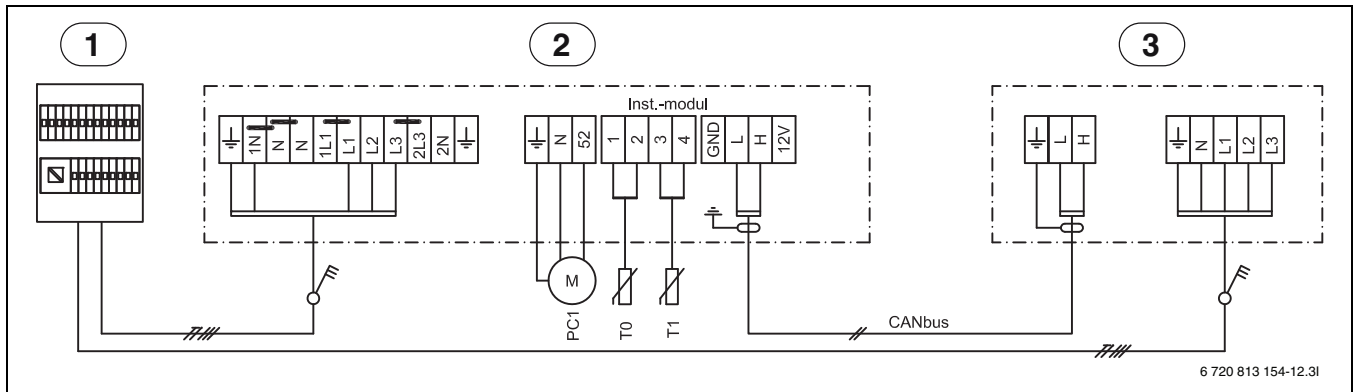 1
2
3
Inst.-modul
1N N N 1L1 L1 L2 L3 2L3 2N
N 52
1 2 3 4
GND L H 12V
L H
N L1 L2 L3
M
PC1
T0
T1
CANbus
6 720 813 154-12.3I